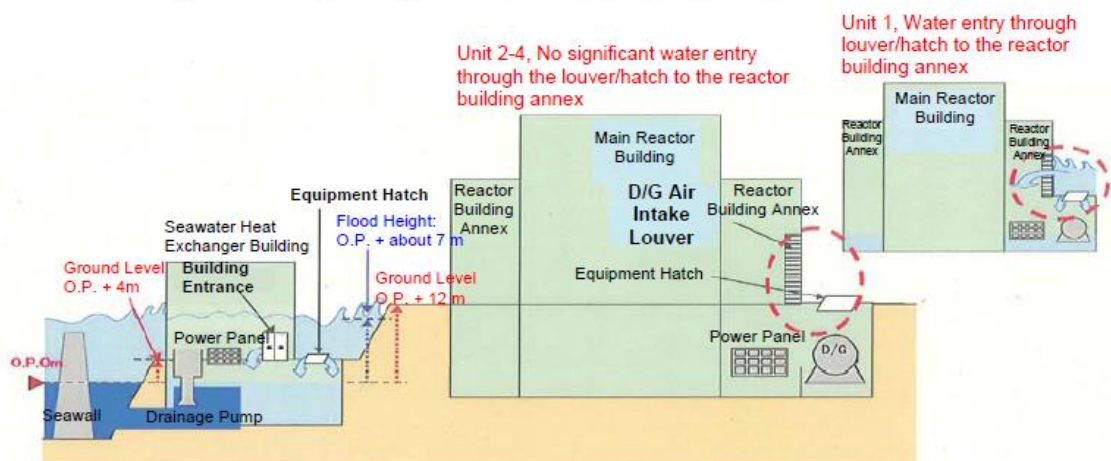 Unit 2-4, No significant water entry
through the louver/hatch to the reactor
building annex
Unit 1, Water entry through
louver/hatch to the reactor
building annex
Main Reactor
Building
Reactor
Building
Annex
Reactor
Building
Annex
Main Reactor
Building
D/G Air
Intake
Louver
Reactor
Building
Annex
Reactor
Building Annex
Equipment Hatch
Equipment Hatch
Flood Height:
O.P. + about 7 m
Seawater Heat
Exchanger Building
Building
Entrance
Ground Level
O.P. + 4m
Ground Level
O.P. + 12 m
Power Panel
Power Panel
D/G
O.P.Om
Seawall
Drainage Pump